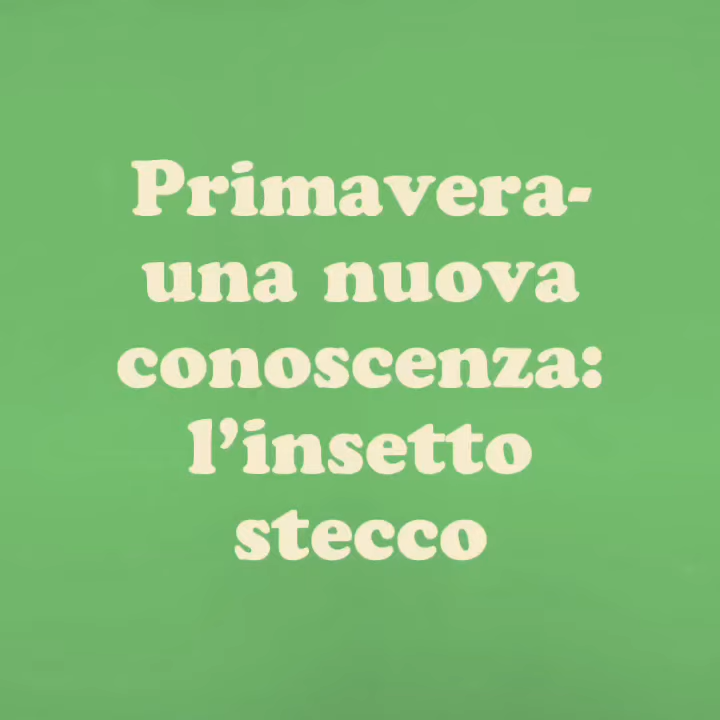 Primavera-
una nuova
conoscenza:
l’insetto
stecco